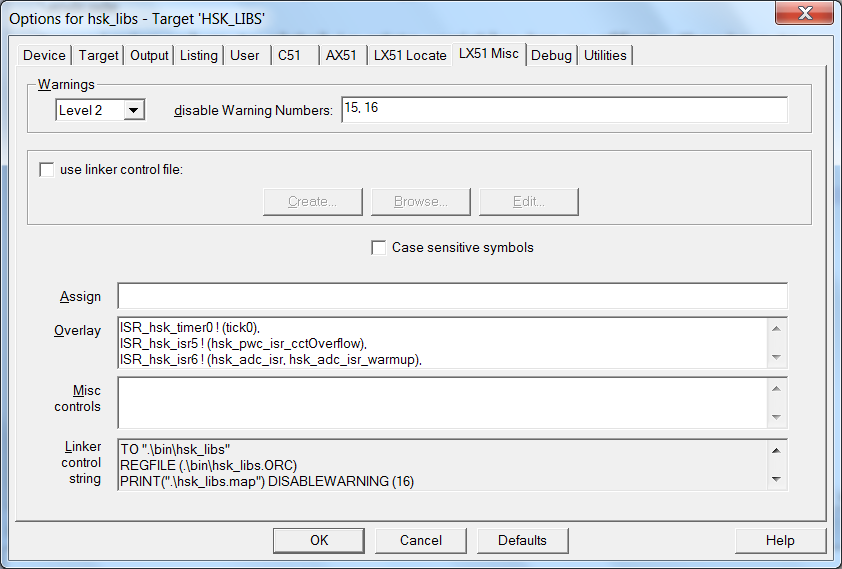 Options for hsk_libs - Target 'HSK_LIBS'
Device Target Output Listing User C51 AX51 LX51 Locate LX51 Misc Debug Utilities
Warnings
Level 2 disable Warning Numbers: 15, 16
use linker control file:
Create... Browse... Edit...
Case sensitive symbols
Assign
Overlay
ISR_hsk_timer0 ! (tick0),
ISR_hsk_isr5 ! (hsk_pwc_isr_cctOverflow),
ISR_hsk_isr6 ! (hsk_adc_isr, hsk_adc_isr_warmup),
Misc
controls
Linker
control
string
TO ".\bin\hsk_libs"
REGFILE (.\bin\hsk_libs.ORC)
PRINT(".\hsk_libs.map") DISABLEWARNING (16)
OK Cancel Defaults Help